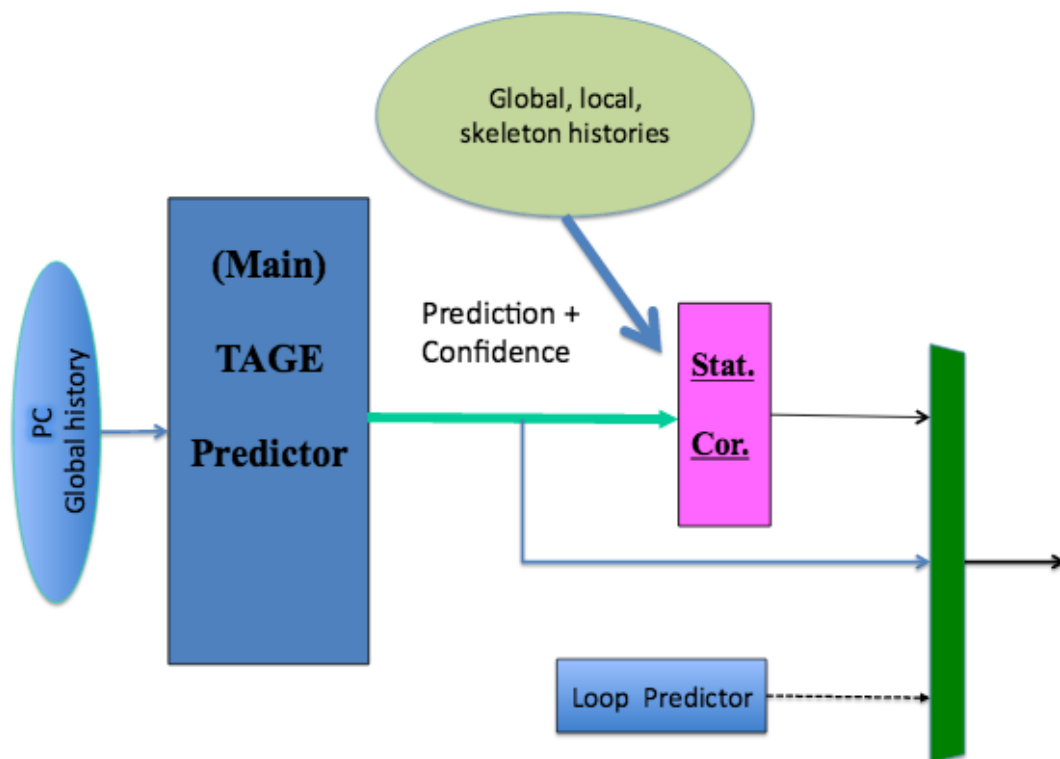 Global, local,
skeleton histories
(Main)
TAGE
Predictor
PC
Global history
Prediction +
Confidence
Stat.
Cor.
Loop Predictor